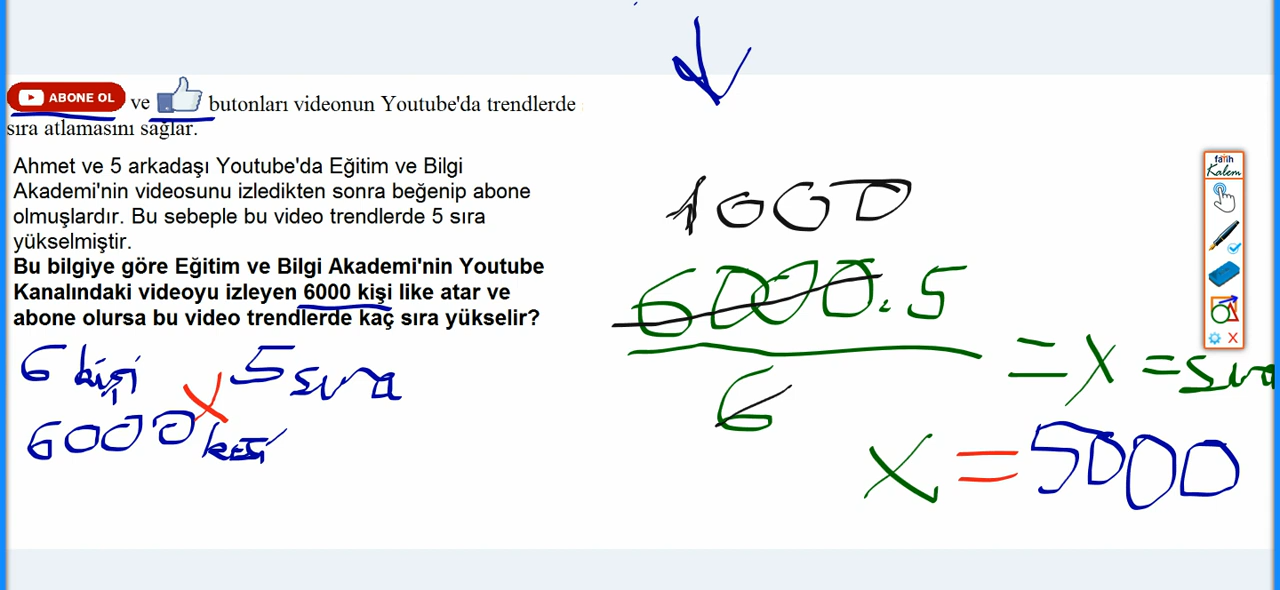 ABONE OL ve butonları videonun Youtube'da trendlerde
sıra atlamasını sağlar.
Ahmet ve 5 arkadaşı Youtube'da Eğitim ve Bilgi
Akademi'nin videosunu izledikten sonra beğenip abone
olmuşlardır. Bu sebeple bu video trendlerde 5 sıra
yükselmiştir.
Bu bilgiye göre Eğitim ve Bilgi Akademi'nin Youtube
Kanalındaki videoyu izleyen 6000 kişi like atar ve
abone olursa bu video trendlerde kaç sıra yükselir?
6 kişi 5 sıra
6000 kişi x
1000
6000.5
6
= x = sıra
x = 5000
fatih
Kalem